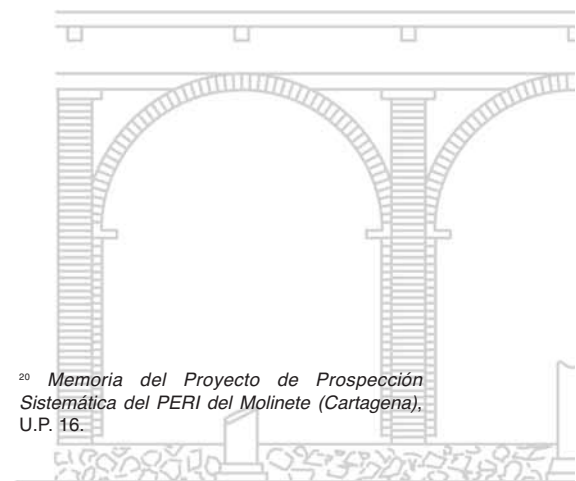 20 Memoria del Proyecto de Prospección
Sistemática del PERI del Molinete (Cartagena),
U.P. 16.